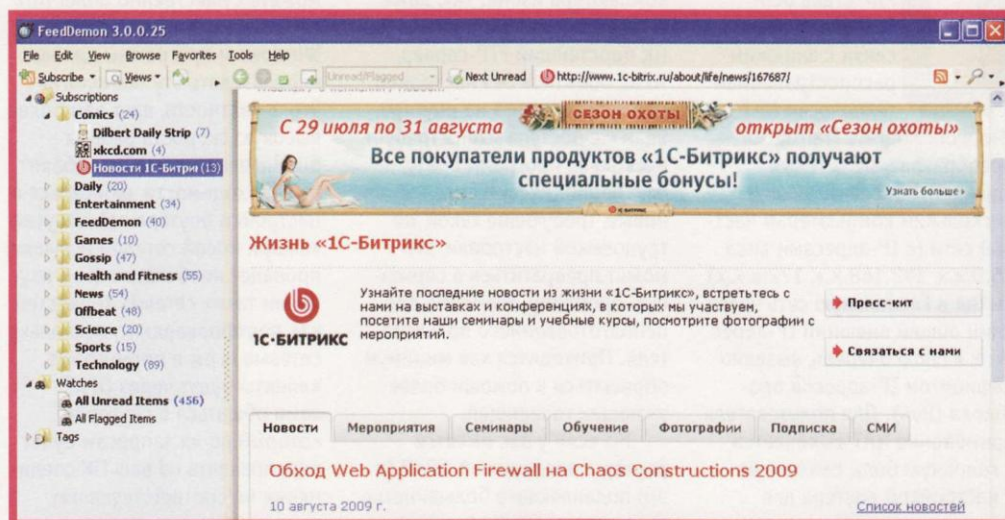 FeedDemon 3.0.0.25
File Edit View Browse Favorites Tools Help
Subscribe Views Unread/Flagged Next Unread http://www.1c-bitrix.ru/about/life/news/167687/
Subscriptions
Comics (24)
Dilbert Daily Strip (7)
xkcd.com (4)
Новости 1С-Битри (13)
Daily (20)
Entertainment (34)
FeedDemon (40)
Games (10)
Gossip (47)
Health and Fitness (55)
News (54)
Offbeat (48)
Science (20)
Sports (15)
Technology (89)
Watches
All Unread Items (456)
All Flagged Items
Tags
СЕЗОН ОХОТЫ
С 29 июля по 31 августа открыт «Сезон охоты»
Все покупатели продуктов «1С-Битрикс» получают
специальные бонусы!
Узнать больше ›
Жизнь «1С-Битрикс»
1С·БИТРИКС
Узнайте последние новости из жизни «1С-Битрикс», встретьтесь с
нами на выставках и конференциях, в которых мы участвуем,
посетите наши семинары и учебные курсы, посмотрите фото с
мероприятий.
Пресс-кит
Связаться с нами
Новости Мероприятия Семинары Обучение Фотографии Подписка СМИ
Обход Web Application Firewall на Chaos Constructions 2009
10 августа 2009 г. Список новостей